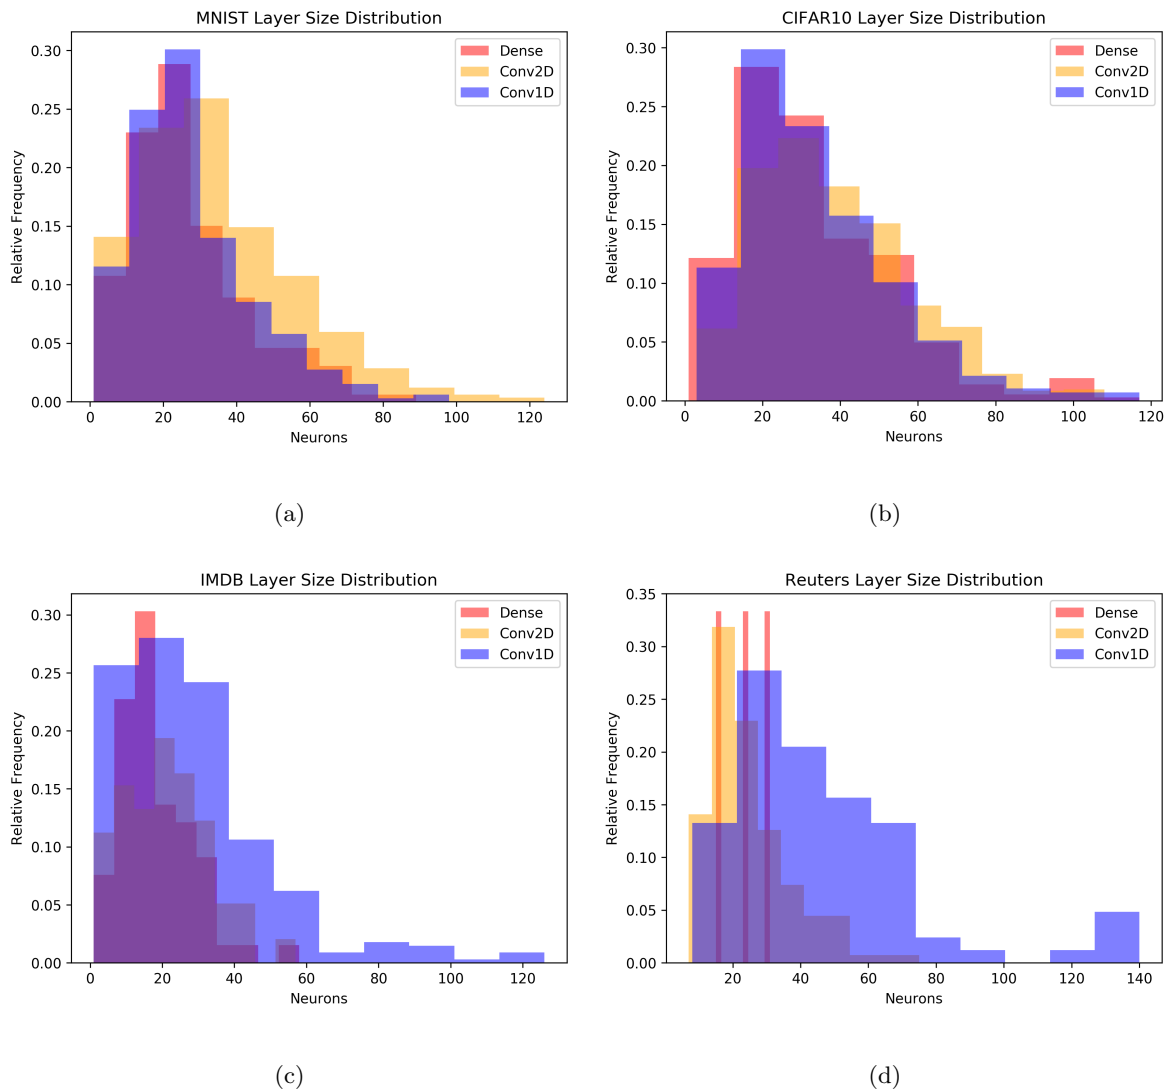 MNIST Layer Size Distribution
Dense
Conv2D
Conv1D
0.30
0.25
0.20
0.15
0.10
0.05
0.00
Relative Frequency
0 20 40 60 80 100 120
Neurons
(a)
CIFAR10 Layer Size Distribution
Dense
Conv2D
Conv1D
0.30
0.25
0.20
0.15
0.10
0.05
0.00
Relative Frequency
0 20 40 60 80 100 120
Neurons
(b)
IMDB Layer Size Distribution
Dense
Conv2D
Conv1D
0.30
0.25
0.20
0.15
0.10
0.05
0.00
Relative Frequency
0 20 40 60 80 100 120
Neurons
(c)
Reuters Layer Size Distribution
Dense
Conv2D
Conv1D
0.35
0.30
0.25
0.20
0.15
0.10
0.05
0.00
Relative Frequency
20 40 60 80 100 120 140
Neurons
(d)